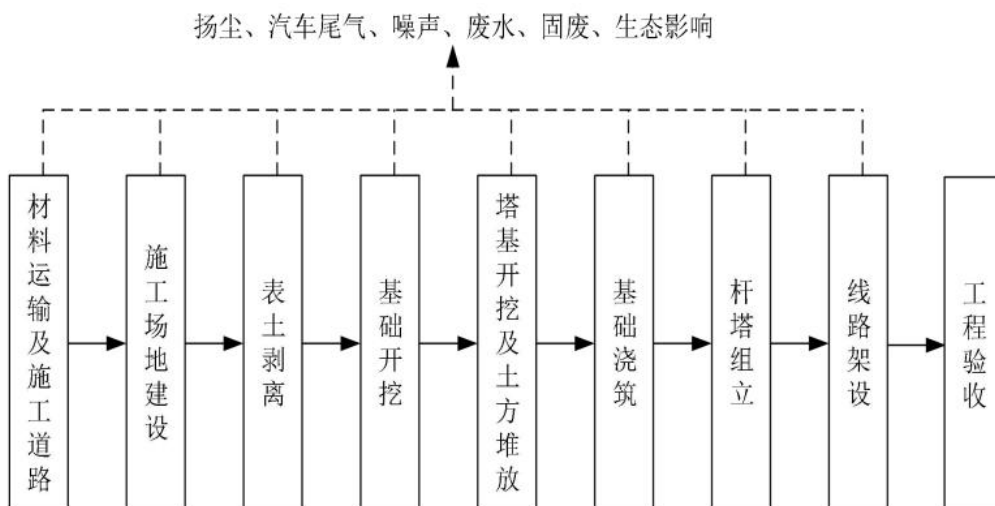 扬尘、汽车尾气、噪声、废水、固废、生态影响
材料运输及施工道路
施工场地建设
表土剥离
基础开挖
塔基开挖及土方堆放
基础浇筑
杆塔组立
线路架设
工程验收